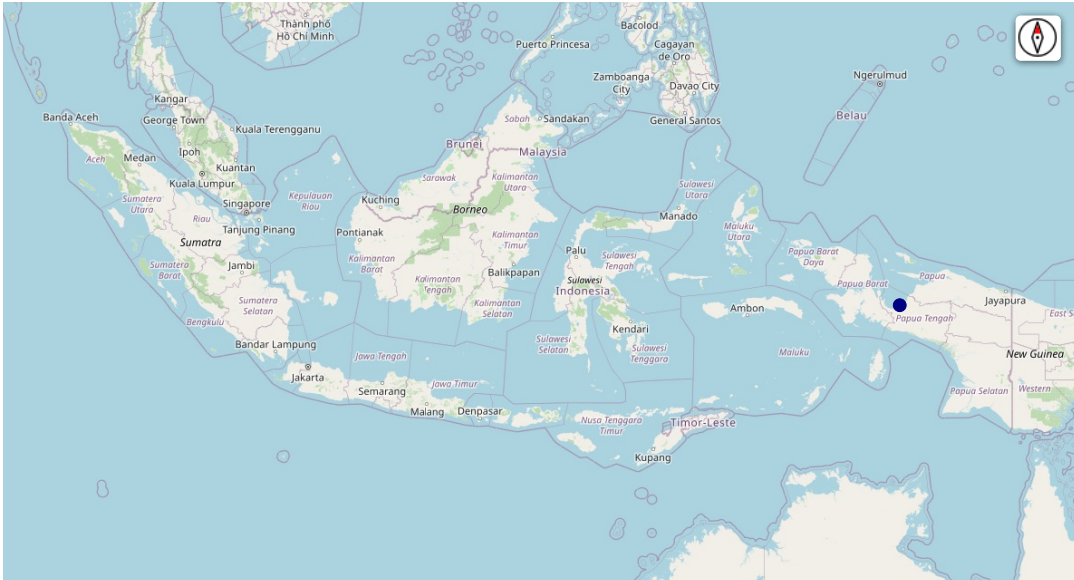 Thành phố
Hồ Chí Minh
Bacolod
Puerto Princesa
Cagayan
de Oro
Zamboanga
City
Davao City
Ngerulmud
Kangar
Banda Aceh
George Town
Kuala Terengganu
Sabah
Sandakan
General Santos
Belau
Brunei
Malaysia
Ipoh
Aceh
Medan
Kuantan
Kuala Lumpur
Sarawak
Kalimantan
Utara
Sulawesi
Utara
Sumatera
Utara
Kepulauan
Riau
Kuching
Singapore
Borneo
Manado
Riau
Tanjung Pinang
Pontianak
Maluku
Utara
Sumatra
Kalimantan
Timur
Palu
Papua Barat
Daya
Sumatera
Barat
Jambi
Kalimantan
Barat
Sulawesi
Tengah
Balikpapan
Kalimantan
Tengah
Sulawesi
Indonesia
Papua Barat
Papua
Jayapura
Sumatera
Selatan
Kalimantan
Selatan
Ambon
Papua Tengah
East S
Bengkulu
Kendari
Bandar Lampung
Sulawesi
Selatan
Sulawesi
Tenggara
Maluku
New Guinea
Jawa Tengah
Jakarta
Semarang
Jawa Timur
Papua Selatan
Western
Malang
Denpasar
Nusa Tenggara
Timur
Timor-Leste
Kupang